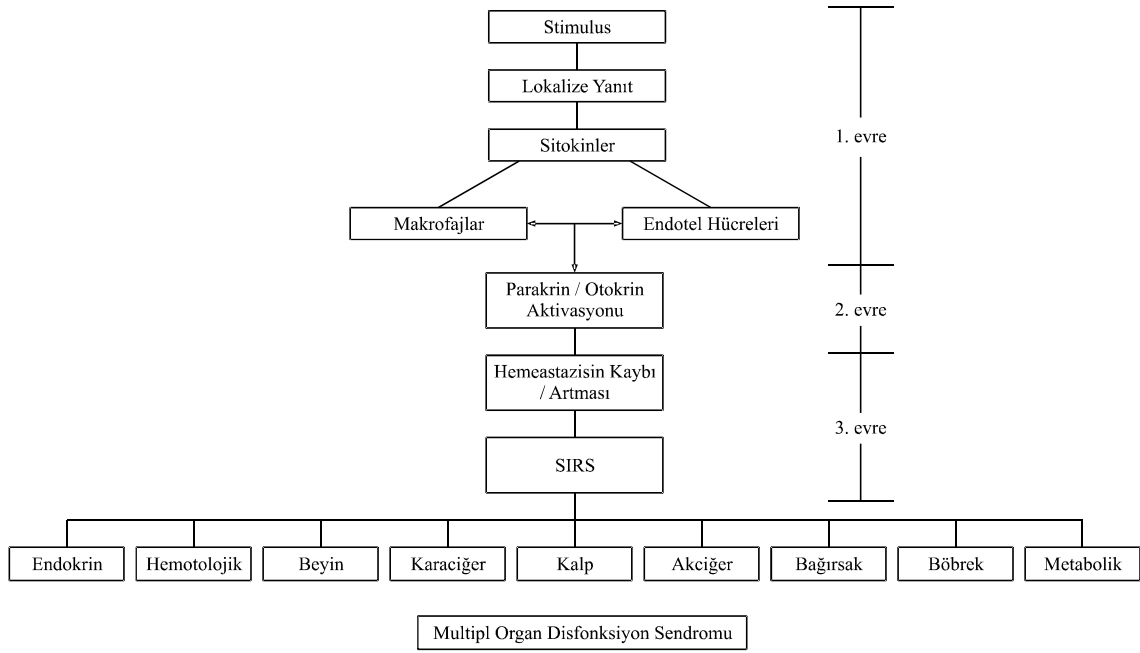 Stimulus
Lokalize Yanıt
Sitokinler
1. evre
Makrofajlar
Endotel Hücreleri
Parakrin / Otokrin
Aktivasyonu
2. evre
Hemeastazisin Kaybı
/ Artması
3. evre
SIRS
Endokrin
Hemotolojik
Beyin
Karaciğer
Kalp
Akciğer
Bağırsak
Böbrek
Metabolik
Multipl Organ Disfonksiyon Sendromu